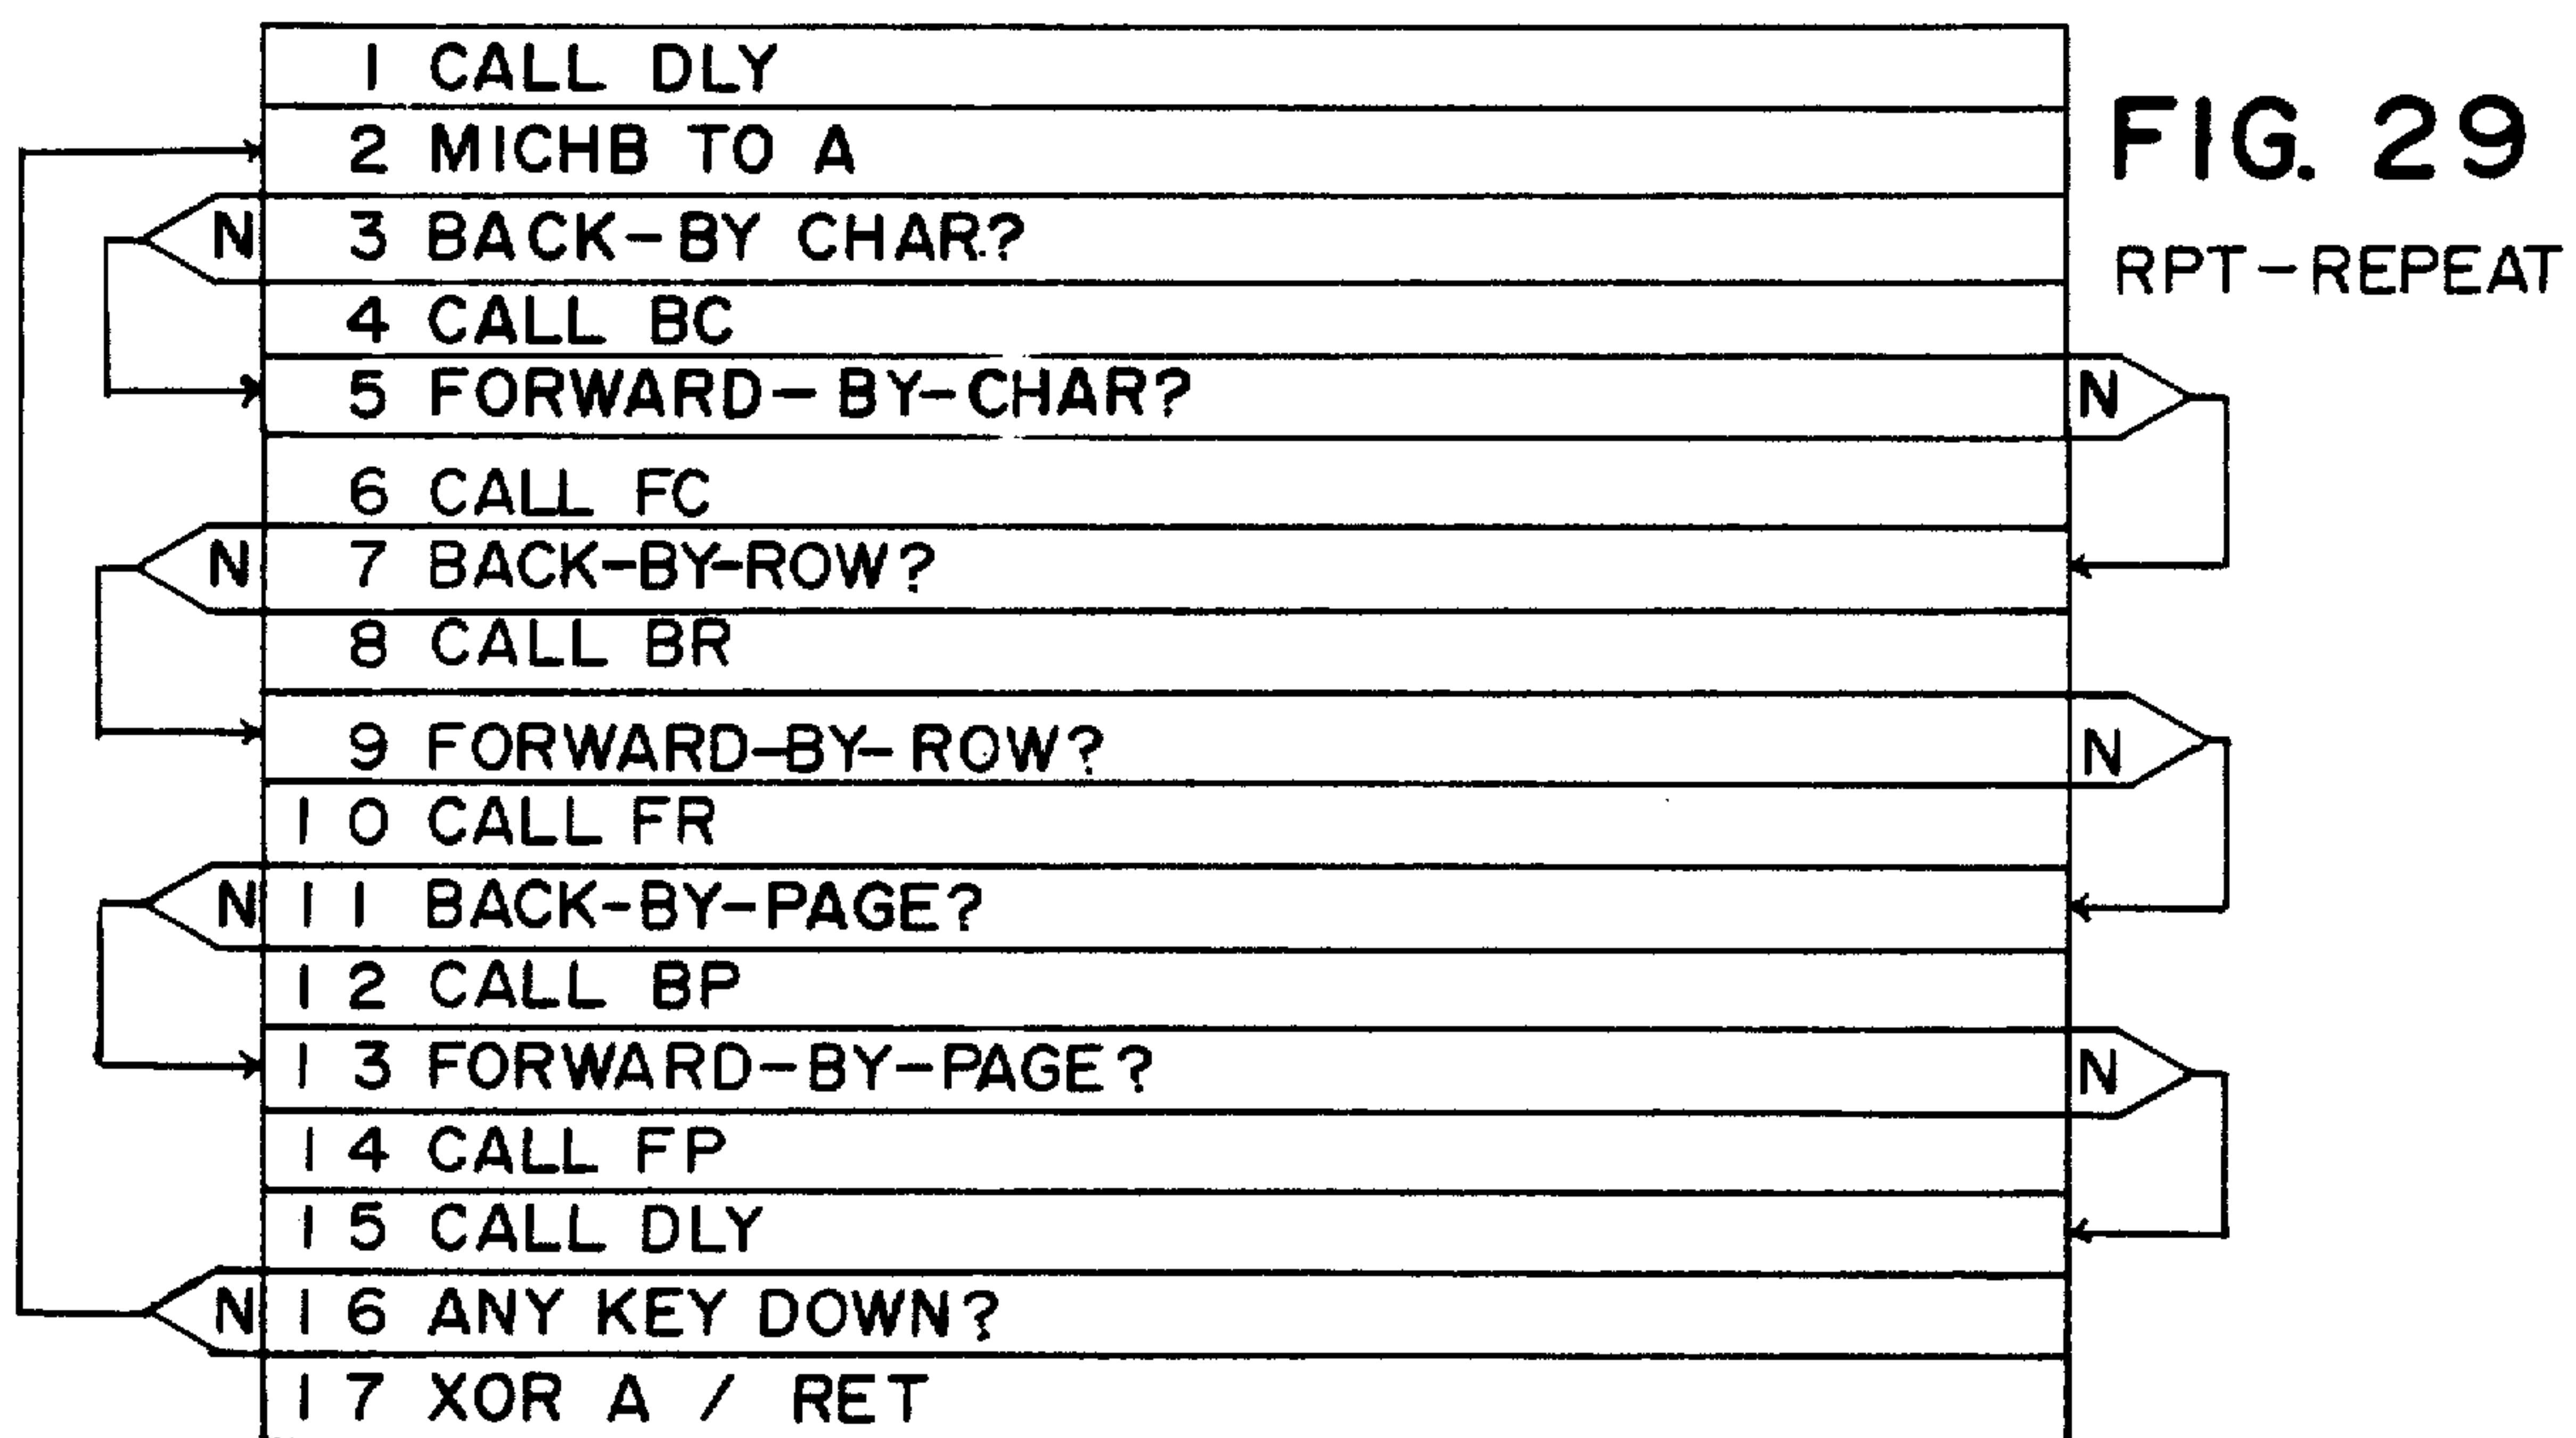 1 CALL DLY
2 MICHB TO A
N 3 BACK-BY CHAR?
4 CALL BC
5 FORWARD-BY-CHAR? N
6 CALL FC
N 7 BACK-BY-ROW?
8 CALL BR
9 FORWARD-BY-ROW? N
10 CALL FR
N 11 BACK-BY-PAGE?
12 CALL BP
13 FORWARD-BY-PAGE? N
14 CALL FP
15 CALL DLY
N 16 ANY KEY DOWN?
17 XOR A / RET
FIG. 29
RPT-REPEAT